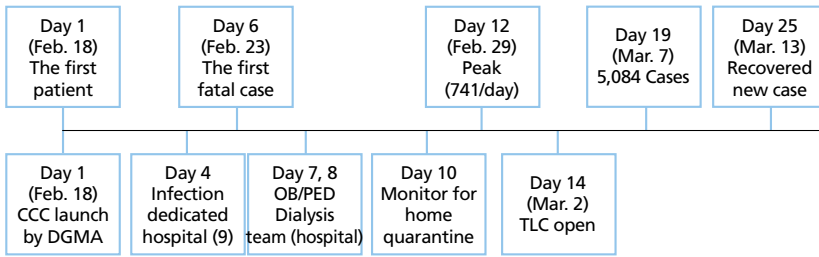 Day 1
(Feb. 18)
The first
patient
Day 6
(Feb. 23)
The first
fatal case
Day 12
(Feb. 29)
Peak
(741/day)
Day 19
(Mar. 7)
5,084 Cases
Day 25
(Mar. 13)
Recovered
new case
Day 1
(Feb. 18)
CCC launch
by DGMA
Day 4
Infection
dedicated
hospital (9)
Day 7, 8
OB/PED
Dialysis
team (hospital)
Day 10
Monitor for
home
quarantine
Day 14
(Mar. 2)
TLC open